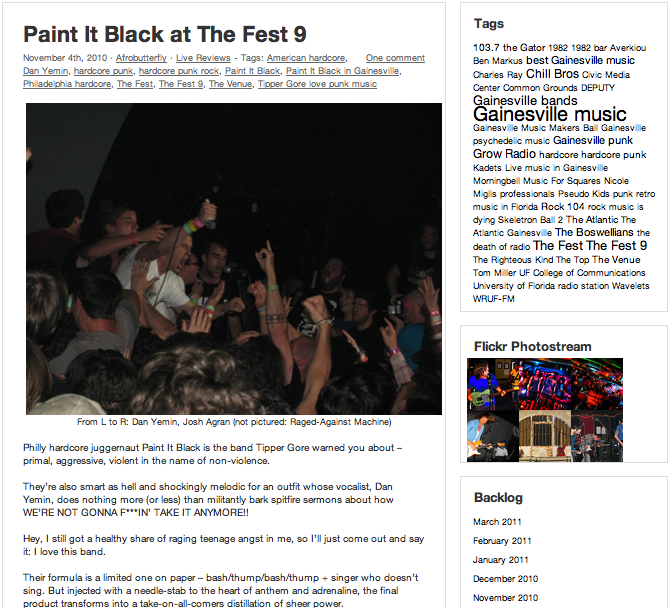 Paint It Black at The Fest 9
November 4th, 2010 · Afrobutterfly · Live Reviews - Tags: American hardcore,
One comment
Dan Yemin, hardcore punk, hardcore punk rock, Paint It Black, Paint It Black in Gainesville,
Philadelphia hardcore, The Fest, The Fest 9, The Venue, Tipper Gore love punk music
From L to R: Dan Yemin, Josh Agran (not pictured: Raged-Against Machine)
Philly hardcore juggernaut Paint It Black is the band Tipper Gore warned you about –
primal, aggressive, violent in the name of non-violence.
They're also smart as hell and shockingly melodic for an outfit whose vocalist, Dan
Yemin, does nothing more (or less) than militantly bark spitfire sermons about how
WE'RE NOT GONNA F***IN' TAKE IT ANYMORE!!
Hey, I still got a healthy share of raging teenage angst in me, so I'll just come out and say
it: I love this band.
Their formula is a limited one on paper – bash/thump/bash/thump + singer who doesn't
sing. But injected with a needle-stab to the heart of anthem and adrenaline, the final
product transforms into a take-on-all-comers distillation of sheer power.
Tags
103.7 the Gator 1982 1982 bar Averkiou
Ben Markus best Gainesville music
Charles Ray Chill Bros Civic Media
Center Common Grounds DEPUTY
Gainesville bands
Gainesville music
Gainesville Music Makers Ball Gainesville
psychedelic music Gainesville punk
Grow Radio hardcore hardcore punk
Kadets Live music in Gainesville
Morningbell Music For Squares Nicole
Miglis professionals Pseudo Kids punk retro
music in Florida Rock 104 rock music is
dying Skeletron Ball 2 The Atlantic The
Atlantic Gainesville The Boswellians the
death of radio The Fest The Fest 9
The Righteous Kind The Top The Venue
Tom Miller UF College of Communications
University of Florida radio station Wavelets
WRUF-FM
Flickr Photostream
Backlog
March 2011
February 2011
January 2011
December 2010
November 2010